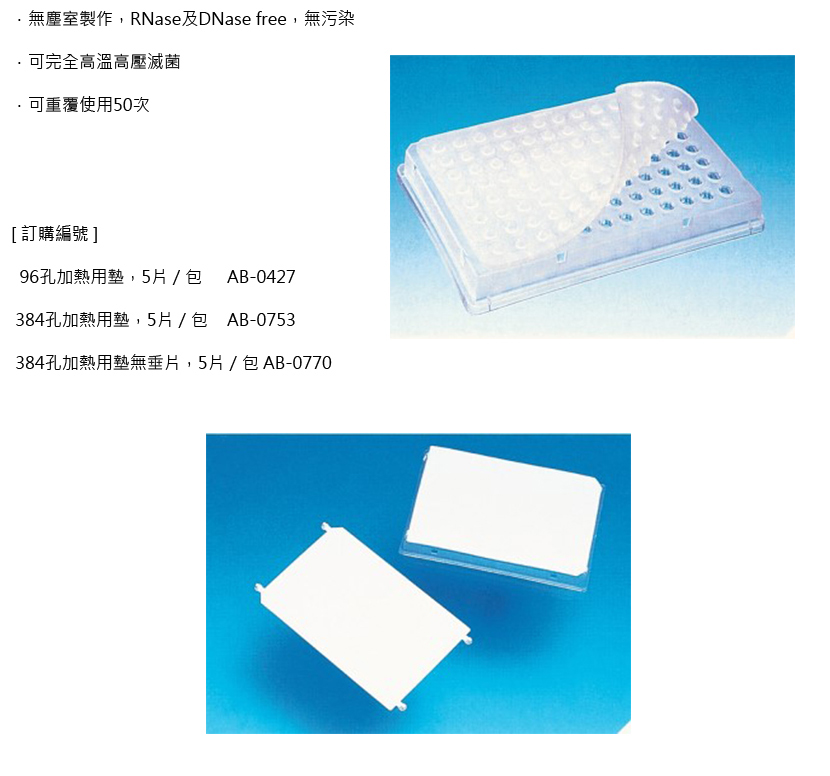 ．無塵室製作，RNase及DNase free，無污染
．可完全高溫高壓滅菌
．可重覆使用50次
[ 訂購編號 ]
96孔加熱用墊，5片 / 包 AB-0427
384孔加熱用墊，5片 / 包 AB-0753
384孔加熱用墊無垂片，5片 / 包 AB-0770